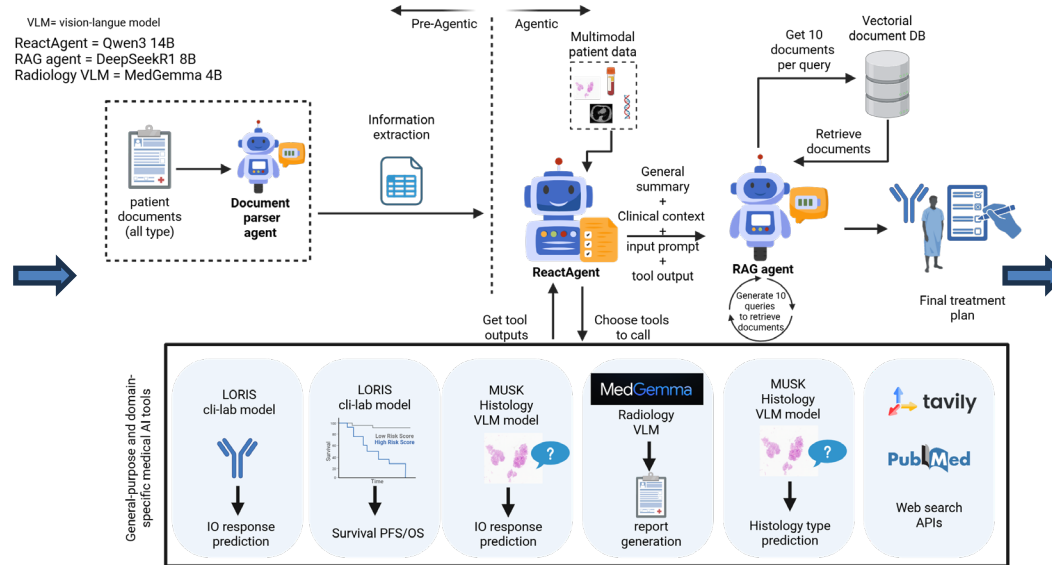 VLM= vision-langue model
ReactAgent = Qwen3 14B
RAG agent = DeepSeekR1 8B
Radiology VLM = MedGemma 4B
Pre-Agentic
Agentic
patient
documents
(all type)
Document
parser
agent
Information
extraction
Multimodal
patient data
ReactAgent
General
summary
+
Clinical context
+
input prompt
+
tool output
Get 10
documents
per query
Vectorial
document DB
Retrieve
documents
RAG agent
Generate 10
queries
to retrieve
documents
Final treatment
plan
Get tool
outputs
Choose tools
to call
General-purpose and domain-
specific medical AI tools
LORIS
cli-lab model
IO response
prediction
LORIS
cli-lab model
Low Risk Score
High Risk Score
Survival
100
80
60
40
20
0
Time
Survival PFS/OS
MUSK
Histology
VLM model
?
IO response
prediction
MedGemma
Radiology
VLM
report
generation
MUSK
Histology
VLM model
?
Histology type
prediction
tavily
PubMed
Web search
APIs